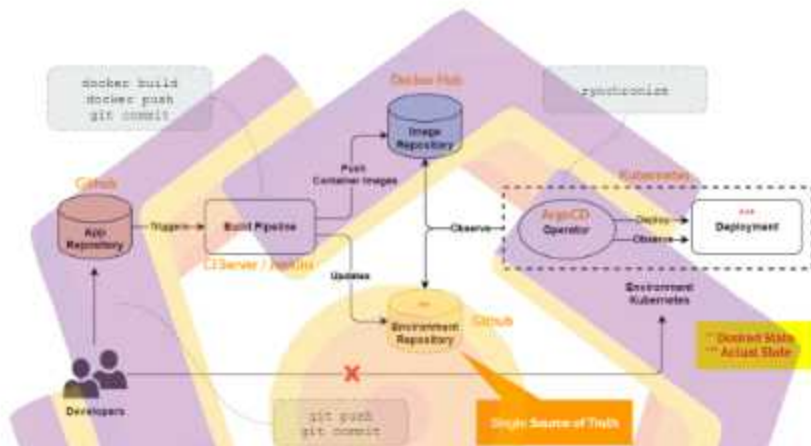 docker build
docker push
git commit
Docker Hub
Image
Repository
synchronize
Kubernetes
Github
App
Repository
Triggers
Build Pipeline
CI Server / Jenkins
Push
Container Images
Updates
Observe
ArgoCD
Operator
Deploy
Observe
***
Deployment
Environment
Kubernetes
**
Environment
Repository
Github
** Desired State
*** Actual State
Developers
git push
git commit
Single Source of Truth